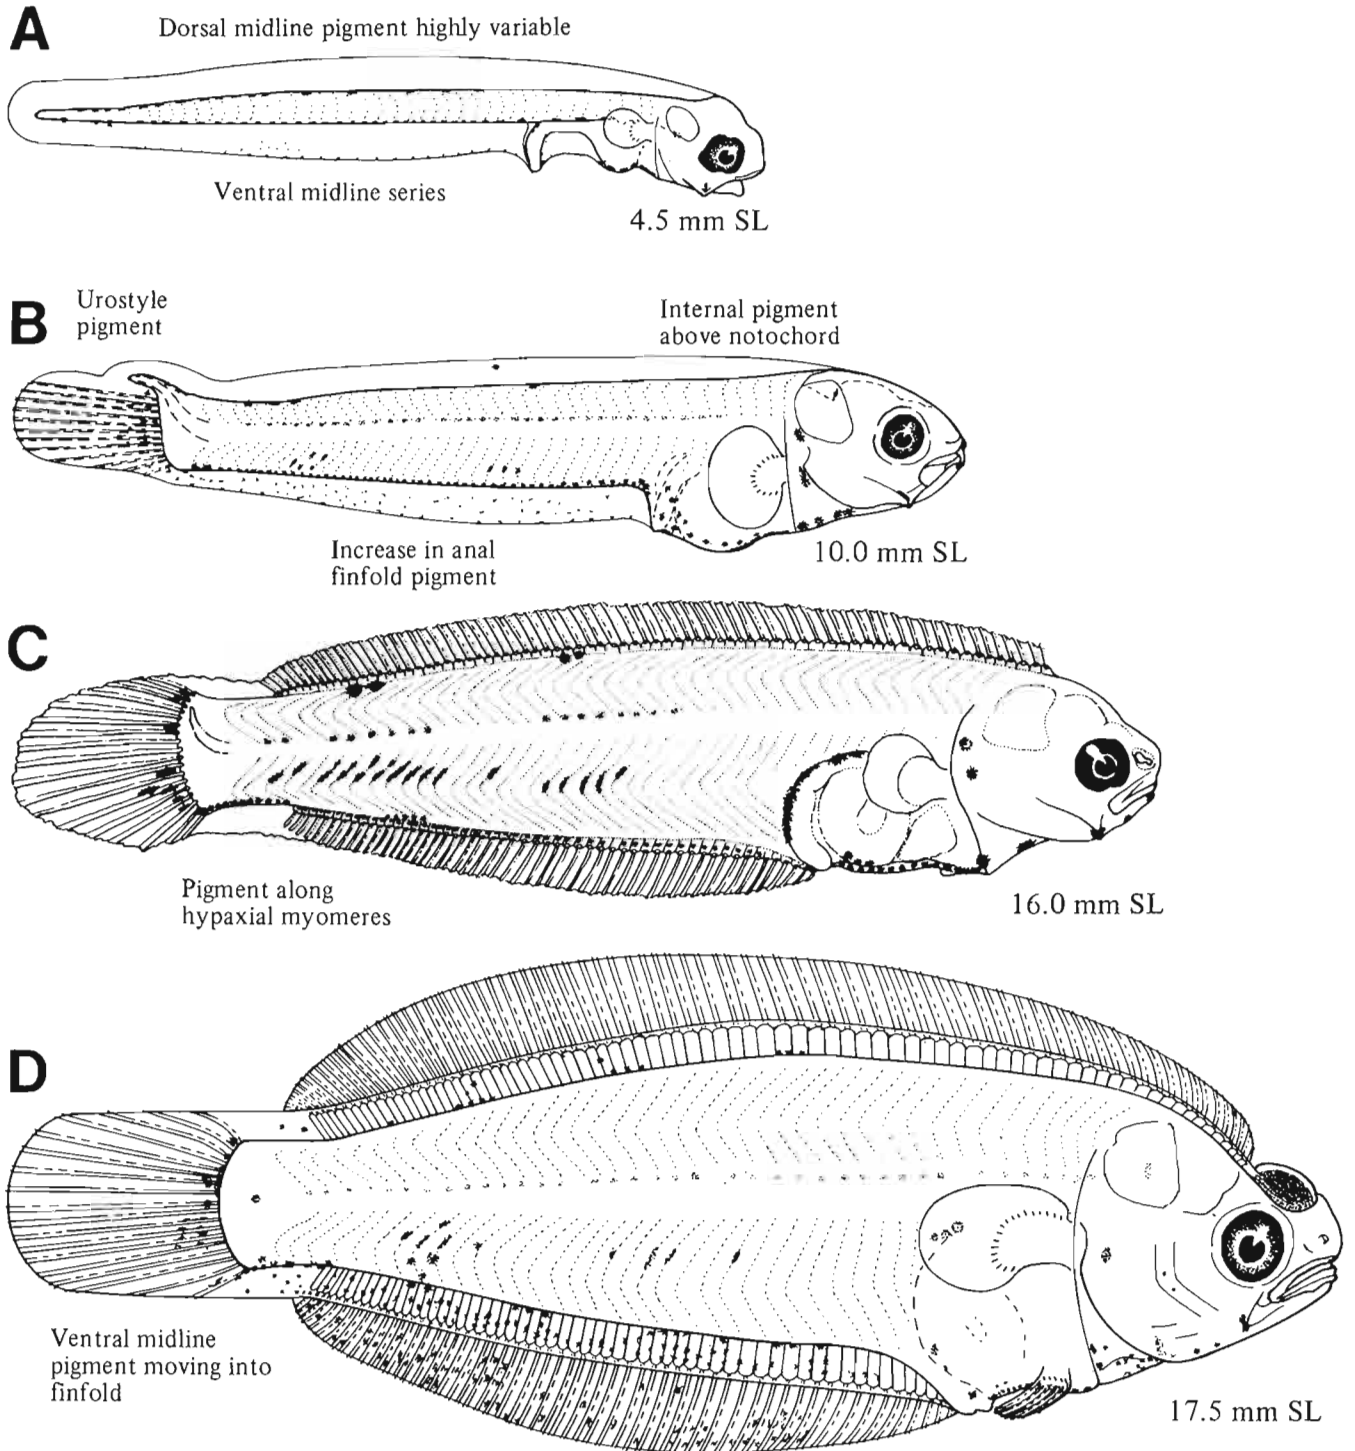 A
Dorsal midline pigment highly variable
Ventral midline series
4.5 mm SL
B
Urostyle
pigment
Internal pigment
above notochord
Increase in anal
finfold pigment
10.0 mm SL
C
Pigment along
hypaxial myomeres
16.0 mm SL
D
Ventral midline
pigment moving into
finfold
17.5 mm SL